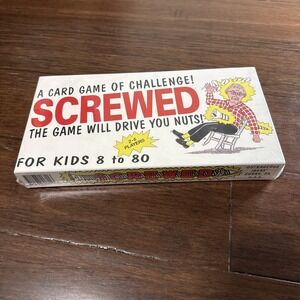 A CARD GAME OF CHALLENGE!
SCREWED
THE GAME WILL DRIVE YOU NUTS!
2-6
PLAYERS
FOR KIDS 8 to 80
SCREWED